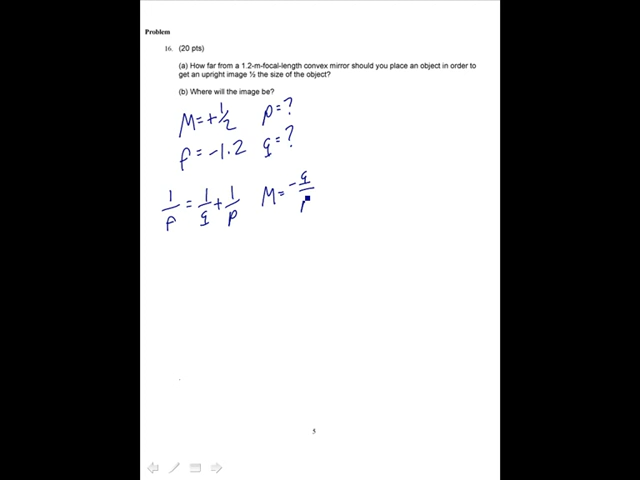 Problem
16. (20 pts)
(a) How far from a 1.2-m-focal-length convex mirror should you place an object in order to
get an upright image ½ the size of the object?
(b) Where will the image be?
M = + 1/2 p = ?
f = -1.2 q = ?
1/f = 1/q + 1/p M = -q/p
5